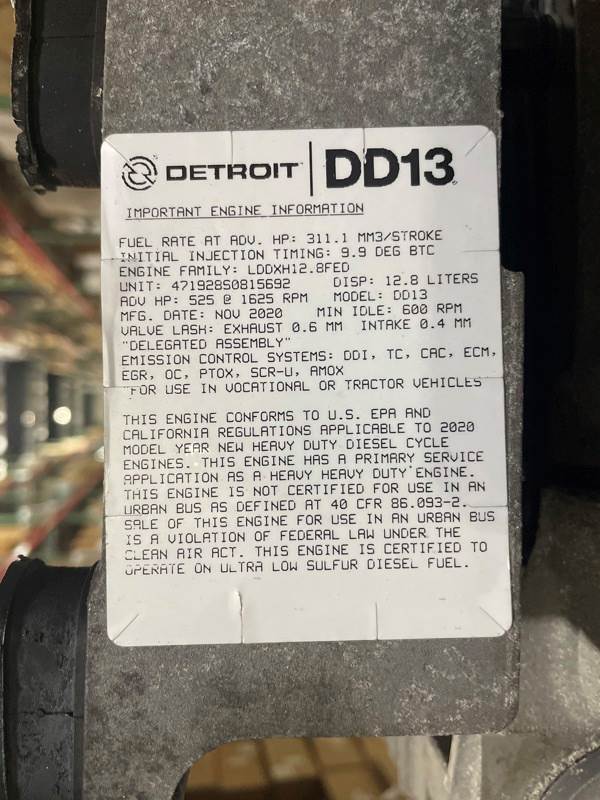 DETROIT DD13
IMPORTANT ENGINE INFORMATION
FUEL RATE AT ADV. HP: 311.1 MM3/STROKE
INITIAL INJECTION TIMING: 9.9 DEG BTC
ENGINE FAMILY: LDDXH12.8FED
UNIT: 471928S0815692 DISP: 12.8 LITERS
ADV HP: 525 @ 1625 RPM MODEL: DD13
MFG. DATE: NOV 2020 MIN IDLE: 600 RPM
VALVE LASH: EXHAUST 0.6 MM INTAKE 0.4 MM
"DELEGATED ASSEMBLY"
EMISSION CONTROL SYSTEMS: DDI, TC, CAC, ECM,
EGR, OC, PTOX, SCR-U, AMOX
FOR USE IN VOCATIONAL OR TRACTOR VEHICLES
THIS ENGINE CONFORMS TO U.S. EPA AND
CALIFORNIA REGULATIONS APPLICABLE TO 2020
MODEL YEAR NEW HEAVY DUTY DIESEL CYCLE
ENGINES. THIS ENGINE HAS A PRIMARY SERVICE
APPLICATION AS A HEAVY HEAVY DUTY ENGINE.
THIS ENGINE IS NOT CERTIFIED FOR USE IN AN
URBAN BUS AS DEFINED AT 40 CFR 86.093-2.
SALE OF THIS ENGINE FOR USE IN AN URBAN BUS
IS A VIOLATION OF FEDERAL LAW UNDER THE
CLEAN AIR ACT. THIS ENGINE IS CERTIFIED TO
OPERATE ON ULTRA LOW SULFUR DIESEL FUEL.